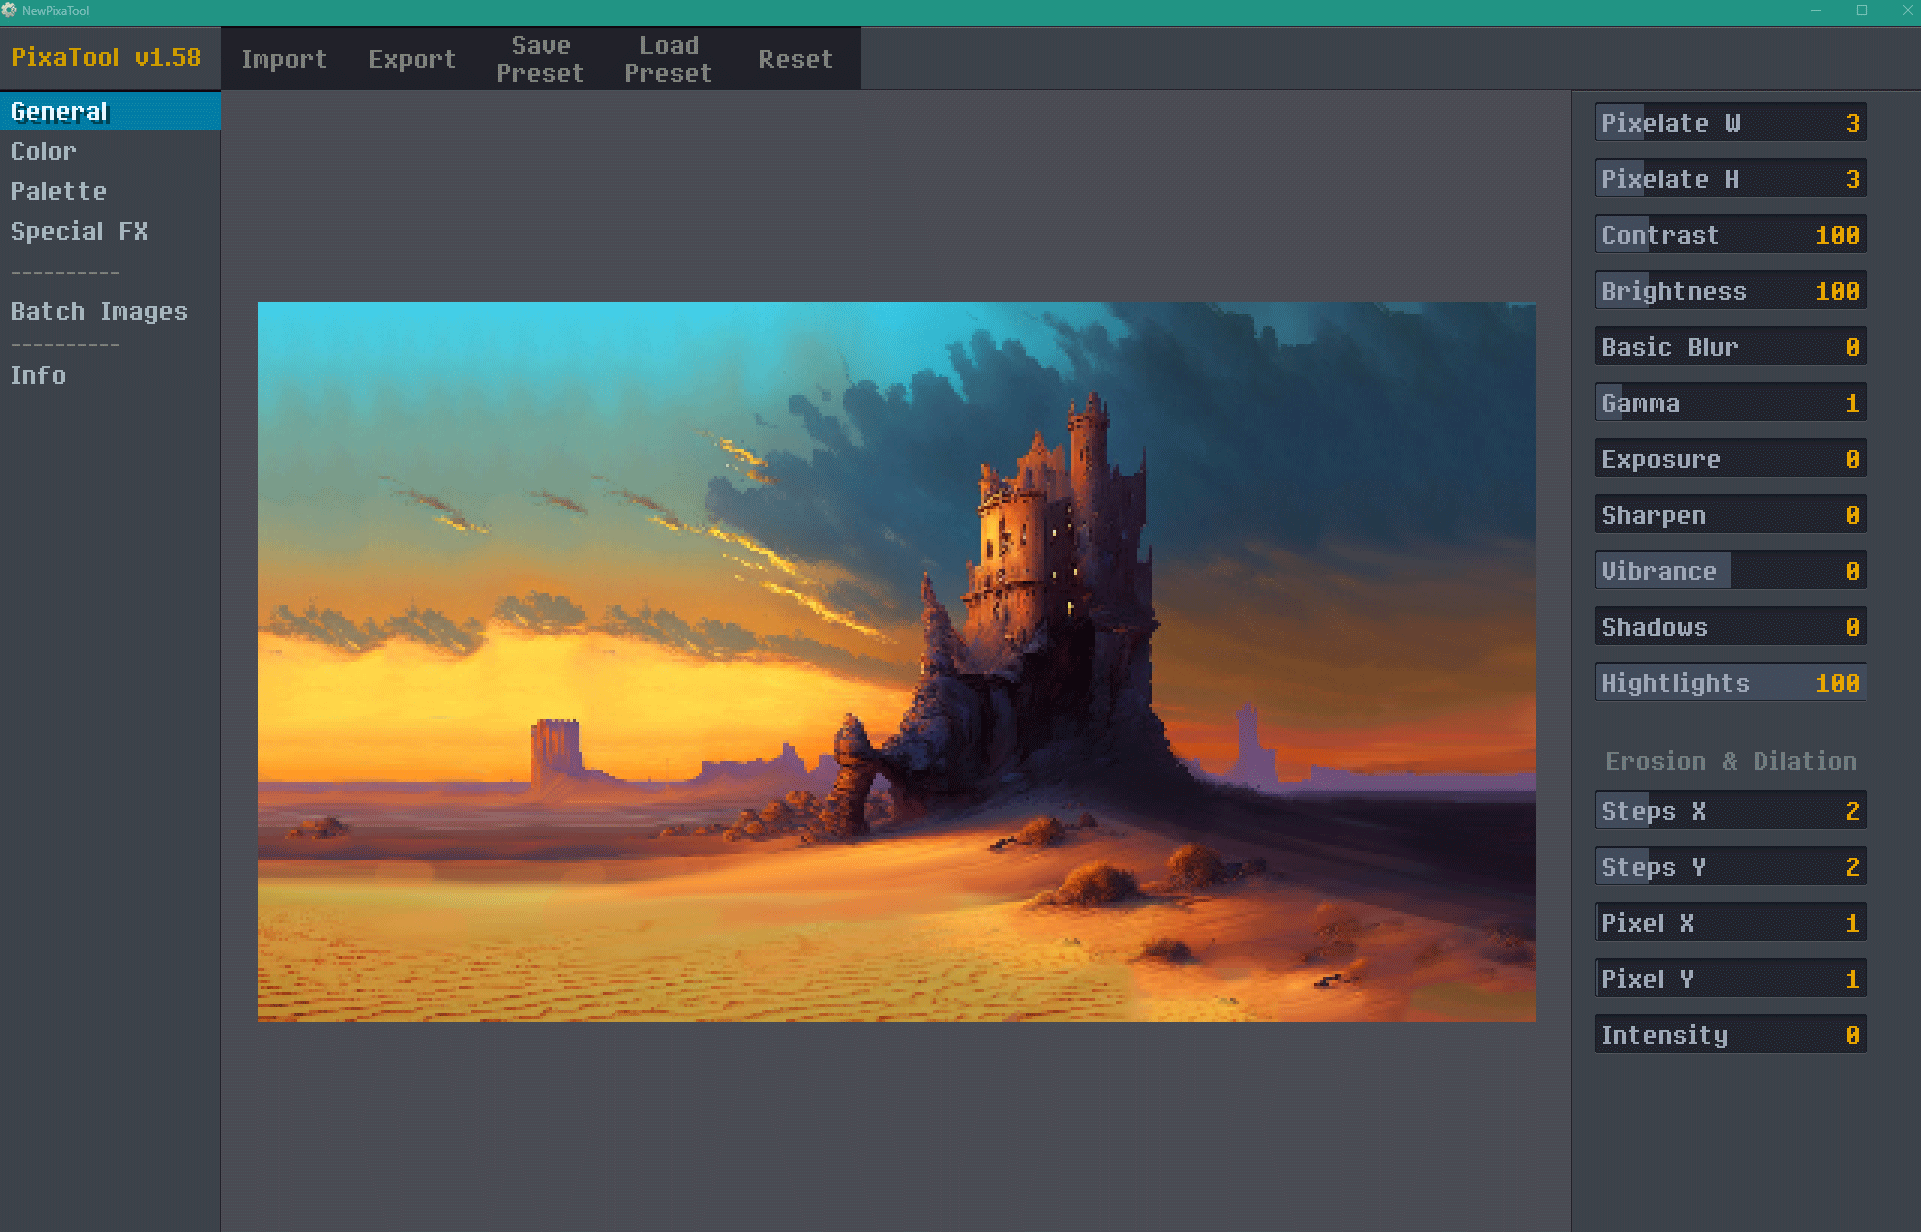 NewPixaTool
PixaTool v1.58
Import
Export
Save
Preset
Load
Preset
Reset
General
Color
Palette
Special FX
----------
Batch Images
----------
Info
Pixelate W 3
Pixelate H 3
Contrast 100
Brightness 100
Basic Blur 0
Gamma 1
Exposure 0
Sharpen 0
Vibrance 0
Shadows 0
Hightlights 100
Erosion & Dilation
Steps X 2
Steps Y 2
Pixel X 1
Pixel Y 1
Intensity 0